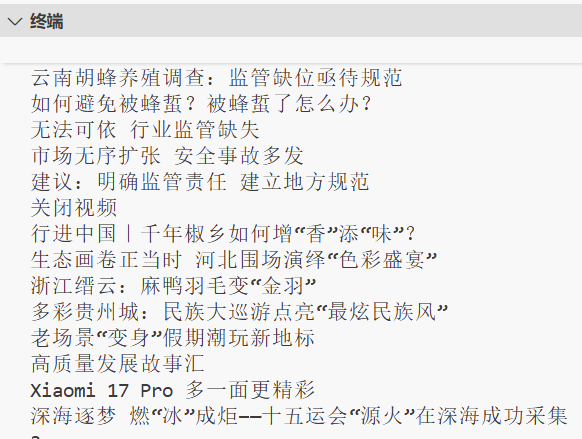 终端
云南胡蜂养殖调查：监管缺位亟待规范
如何避免被蜂蜇？被蜂蜇了怎么办？
无法可依 行业监管缺失
市场无序扩张 安全事故多发
建议：明确监管责任 建立地方规范
关闭视频
行进中国｜千年椒乡如何增“香”添“味”？
生态画卷正当时 河北围场演绎“色彩盛宴”
浙江缙云：麻鸭羽毛变“金羽”
多彩贵州城：民族大巡游点亮“最炫民族风”
老场景“变身”假期潮玩新地标
高质量发展故事汇
Xiaomi 17 Pro 多一面更精彩
深海逐梦 燃“冰”成炬——十五运会“源火”在深海成功采集